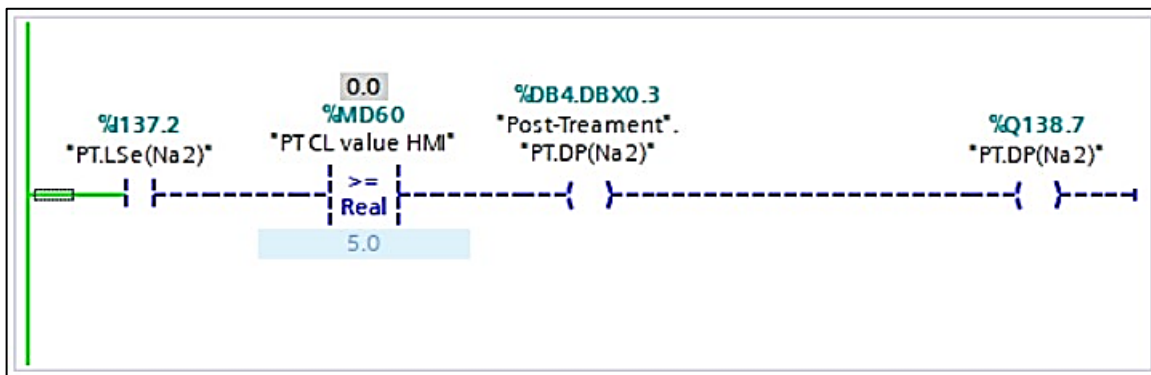 %I137.2
"PT.LSe(Na2)"
0.0
%MD60
"PT CL value HMI"
>=
Real
5.0
%DB4.DBX0.3
"Post-Treament".
"PT.DP(Na2)"
%Q138.7
"PT.DP(Na2)"